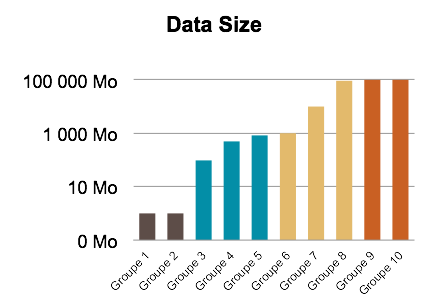 Data Size
100 000 Mo
1 000 Mo
10 Mo
0 Mo
Groupe 1
Groupe 2
Groupe 3
Groupe 4
Groupe 5
Groupe 6
Groupe 7
Groupe 8
Groupe 9
Groupe 10